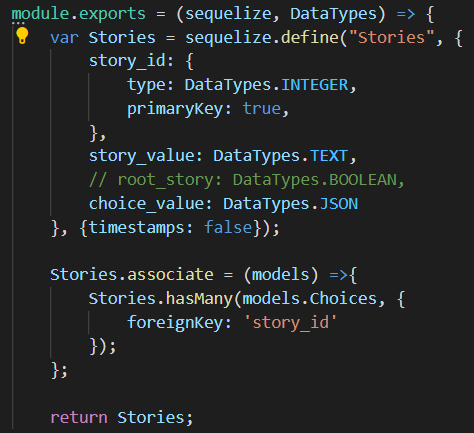 module.exports = (sequelize, DataTypes) => {
    var Stories = sequelize.define("Stories", {
        story_id: {
            type: DataTypes.INTEGER,
            primaryKey: true,
        },
        story_value: DataTypes.TEXT,
        // root_story: DataTypes.BOOLEAN,
        choice_value: DataTypes.JSON
    }, {timestamps: false});
    Stories.associate = (models) =>{
        Stories.hasMany(models.Choices, {
            foreignKey: 'story_id'
        });
    };
    return Stories;